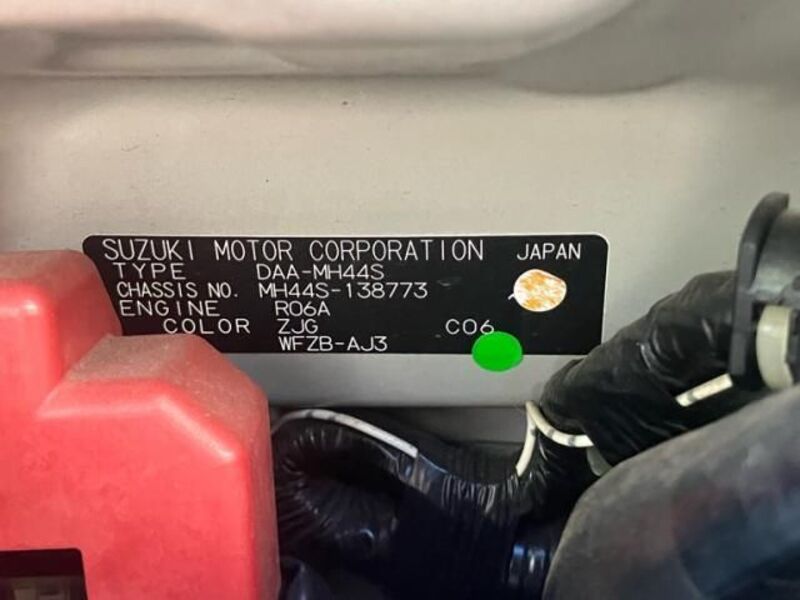 SUZUKI MOTOR CORPORATION JAPAN
TYPE DAA-MH44S
CHASSIS NO. MH44S-138773
ENGINE R06A
COLOR ZJG C06
WFZB-AJ3